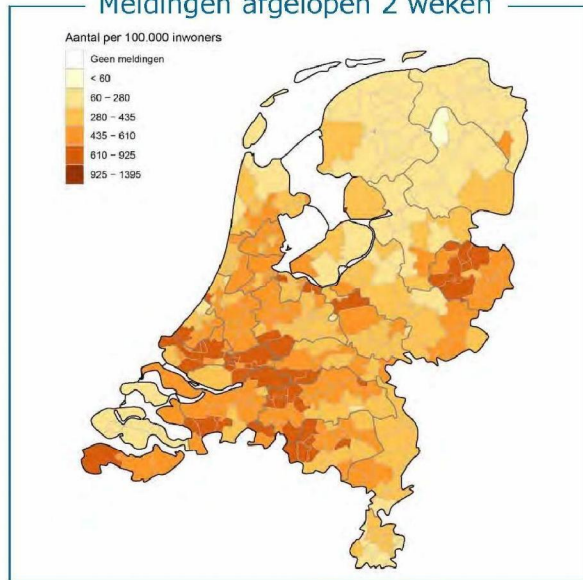 Meldingen afgelopen 2 weken
Aantal per 100.000 inwoners
Geen meldingen
< 60
60 – 280
280 – 435
435 – 610
610 – 925
925 – 1395